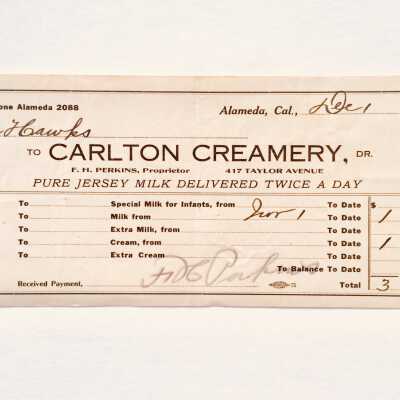 one Alameda 2088 Alameda, Cal., Dec 1
Hawks
TO CARLTON CREAMERY, DR.
F. H. PERKINS, Proprietor 417 TAYLOR AVENUE
PURE JERSEY MILK DELIVERED TWICE A DAY
To Special Milk for Infants, from Nov 1 To Date $
To Milk from To Date 1
To Extra Milk, from To Date
To Cream, from To Date 1
To Extra Cream To Date
F H Perkins To Balance To Date
Received Payment, Total 3